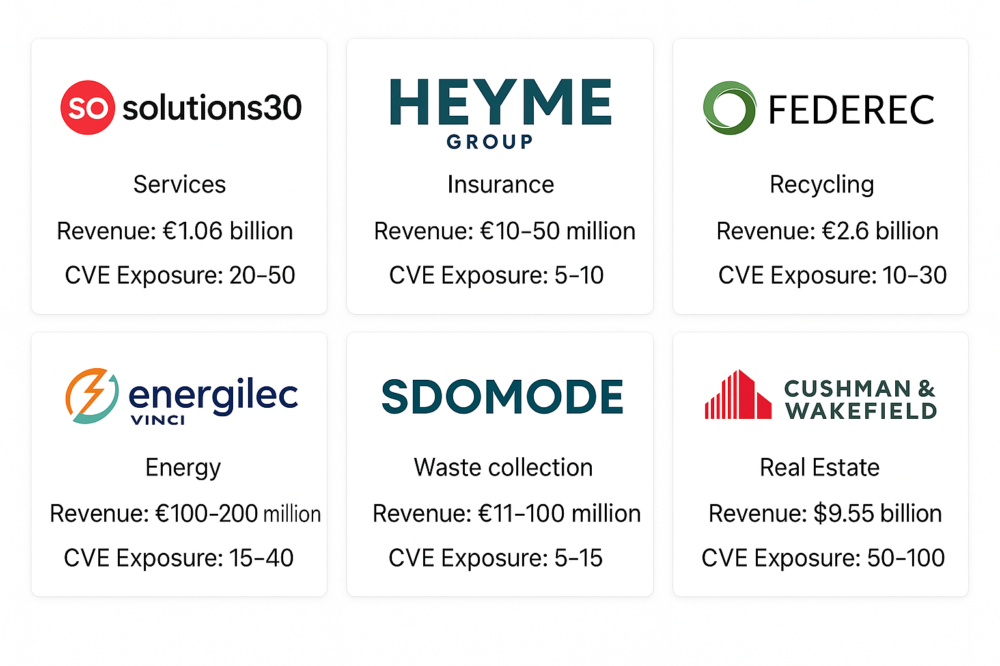 SO solutions30
Services
Revenue: €1.06 billion
CVE Exposure: 20–50
HEYME
GROUP
Insurance
Revenue: €10–50 million
CVE Exposure: 5–10
FEDEREC
Recycling
Revenue: €2.6 billion
CVE Exposure: 10–30
energilec
VINCI
Energy
Revenue: €100–200 million
CVE Exposure: 15–40
SDOMODE
Waste collection
Revenue: €11–100 million
CVE Exposure: 5–15
CUSHMAN &
WAKEFIELD
Real Estate
Revenue: $9.55 billion
CVE Exposure: 50–100